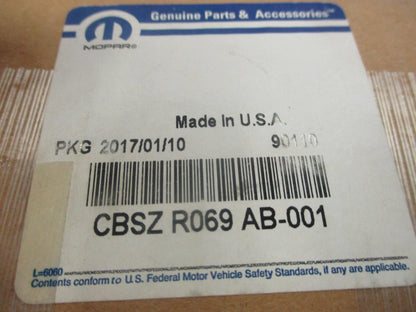 Genuine Parts & Accessories™
MOPAR®
Made in U.S.A.
PKG 2017/01/10 90110
CBSZ R069 AB-001
L=6060
Contents conform to U.S. Federal Motor Vehicle Safety Standards, if any are applicable.